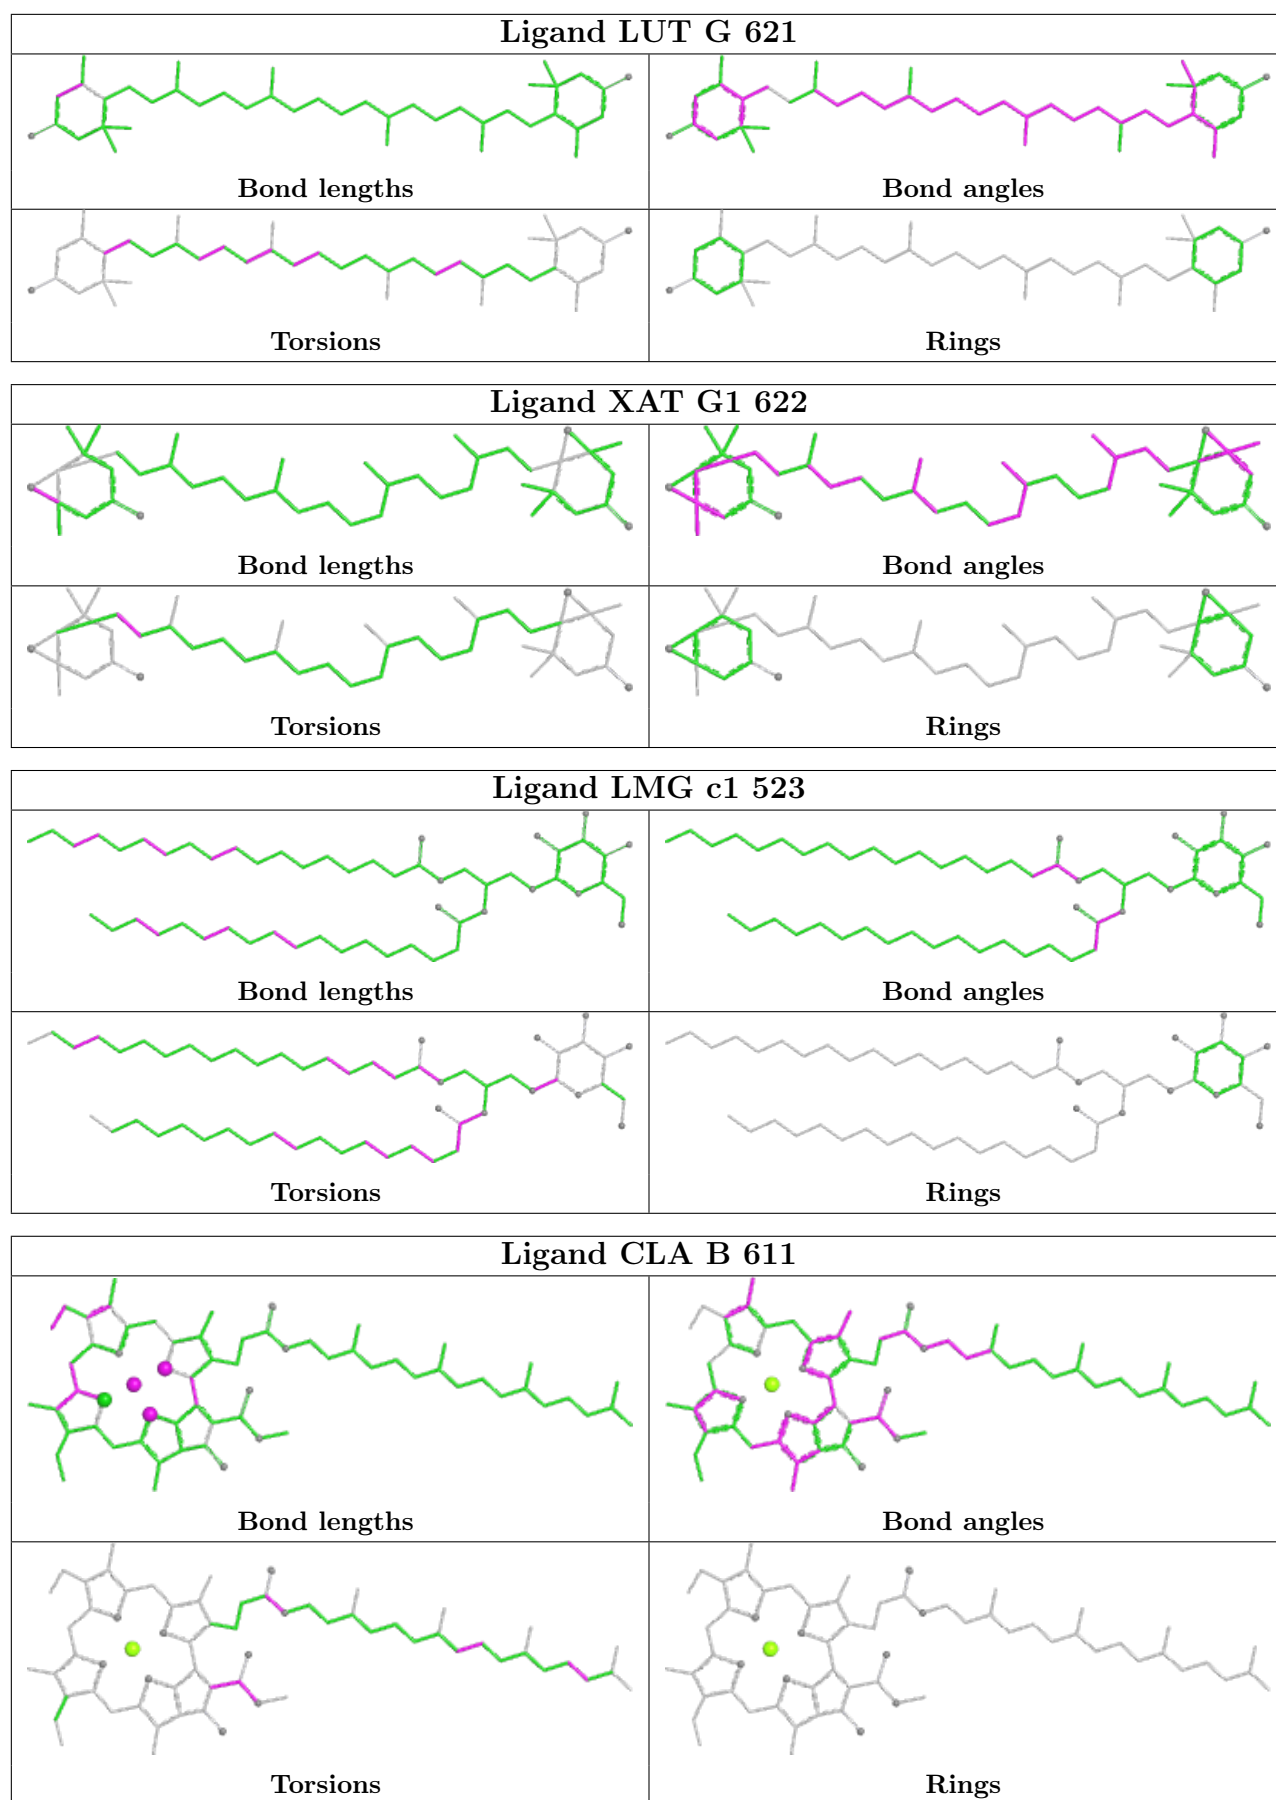 Ligand LUT G 621
Bond lengths
Bond angles
Torsions
Rings
Ligand XAT G1 622
Bond lengths
Bond angles
Torsions
Rings
Ligand LMG c1 523
Bond lengths
Bond angles
Torsions
Rings
Ligand CLA B 611
Bond lengths
Bond angles
Torsions
Rings